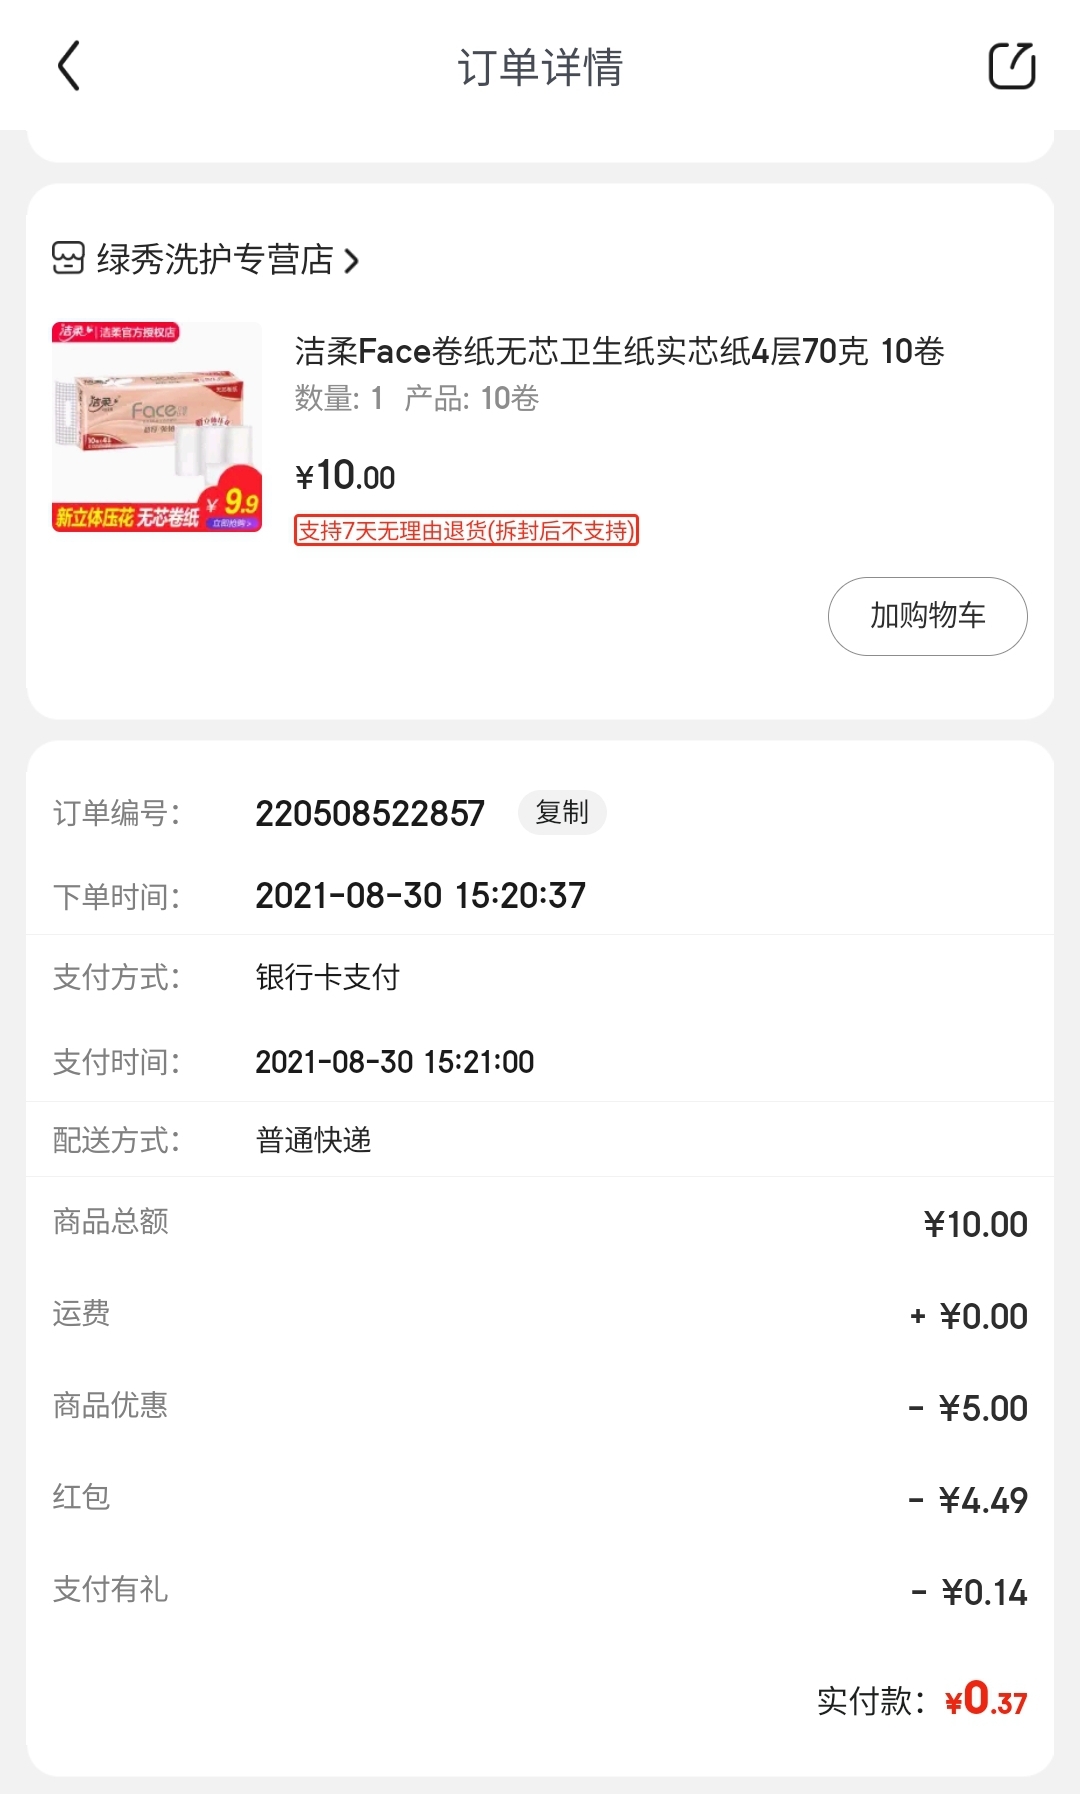 订单详情
绿秀洗护专营店
洁柔 洁柔官方授权店
洁柔
Face
10卷
¥9.9
新立体压花 无芯卷纸 立即抢购>
洁柔Face卷纸无芯卫生纸实芯纸4层70克 10卷
数量: 1 产品: 10卷
¥10.00
支持7天无理由退货(拆封后不支持)
加购物车
订单编号: 220508522857 复制
下单时间: 2021-08-30 15:20:37
支付方式: 银行卡支付
支付时间: 2021-08-30 15:21:00
配送方式: 普通快递
商品总额 ¥10.00
运费 + ¥0.00
商品优惠 - ¥5.00
红包 - ¥4.49
支付有礼 - ¥0.14
实付款: ¥0.37